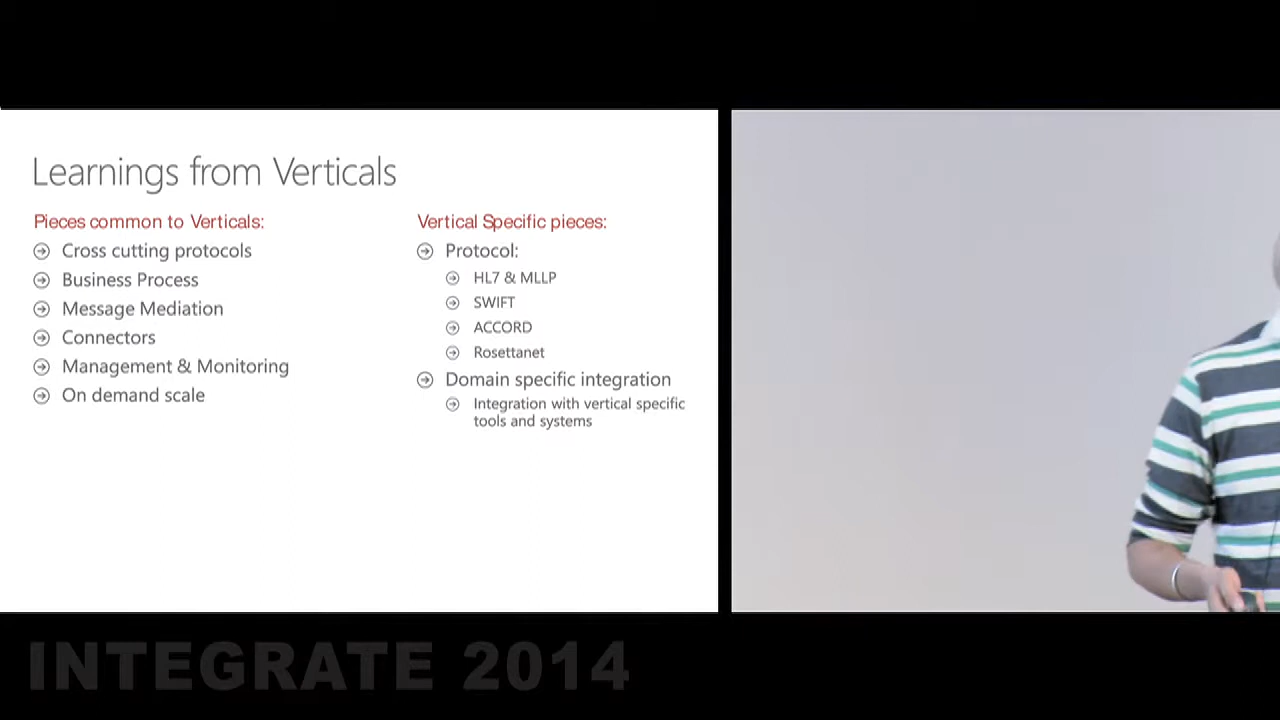 Learnings from Verticals
Pieces common to Verticals:
Cross cutting protocols
Business Process
Message Mediation
Connectors
Management & Monitoring
On demand scale
Vertical Specific pieces:
Protocol:
HL7 & MLLP
SWIFT
ACCORD
Rosettanet
Domain specific integration
Integration with vertical specific
tools and systems
INTEGRATE 2014